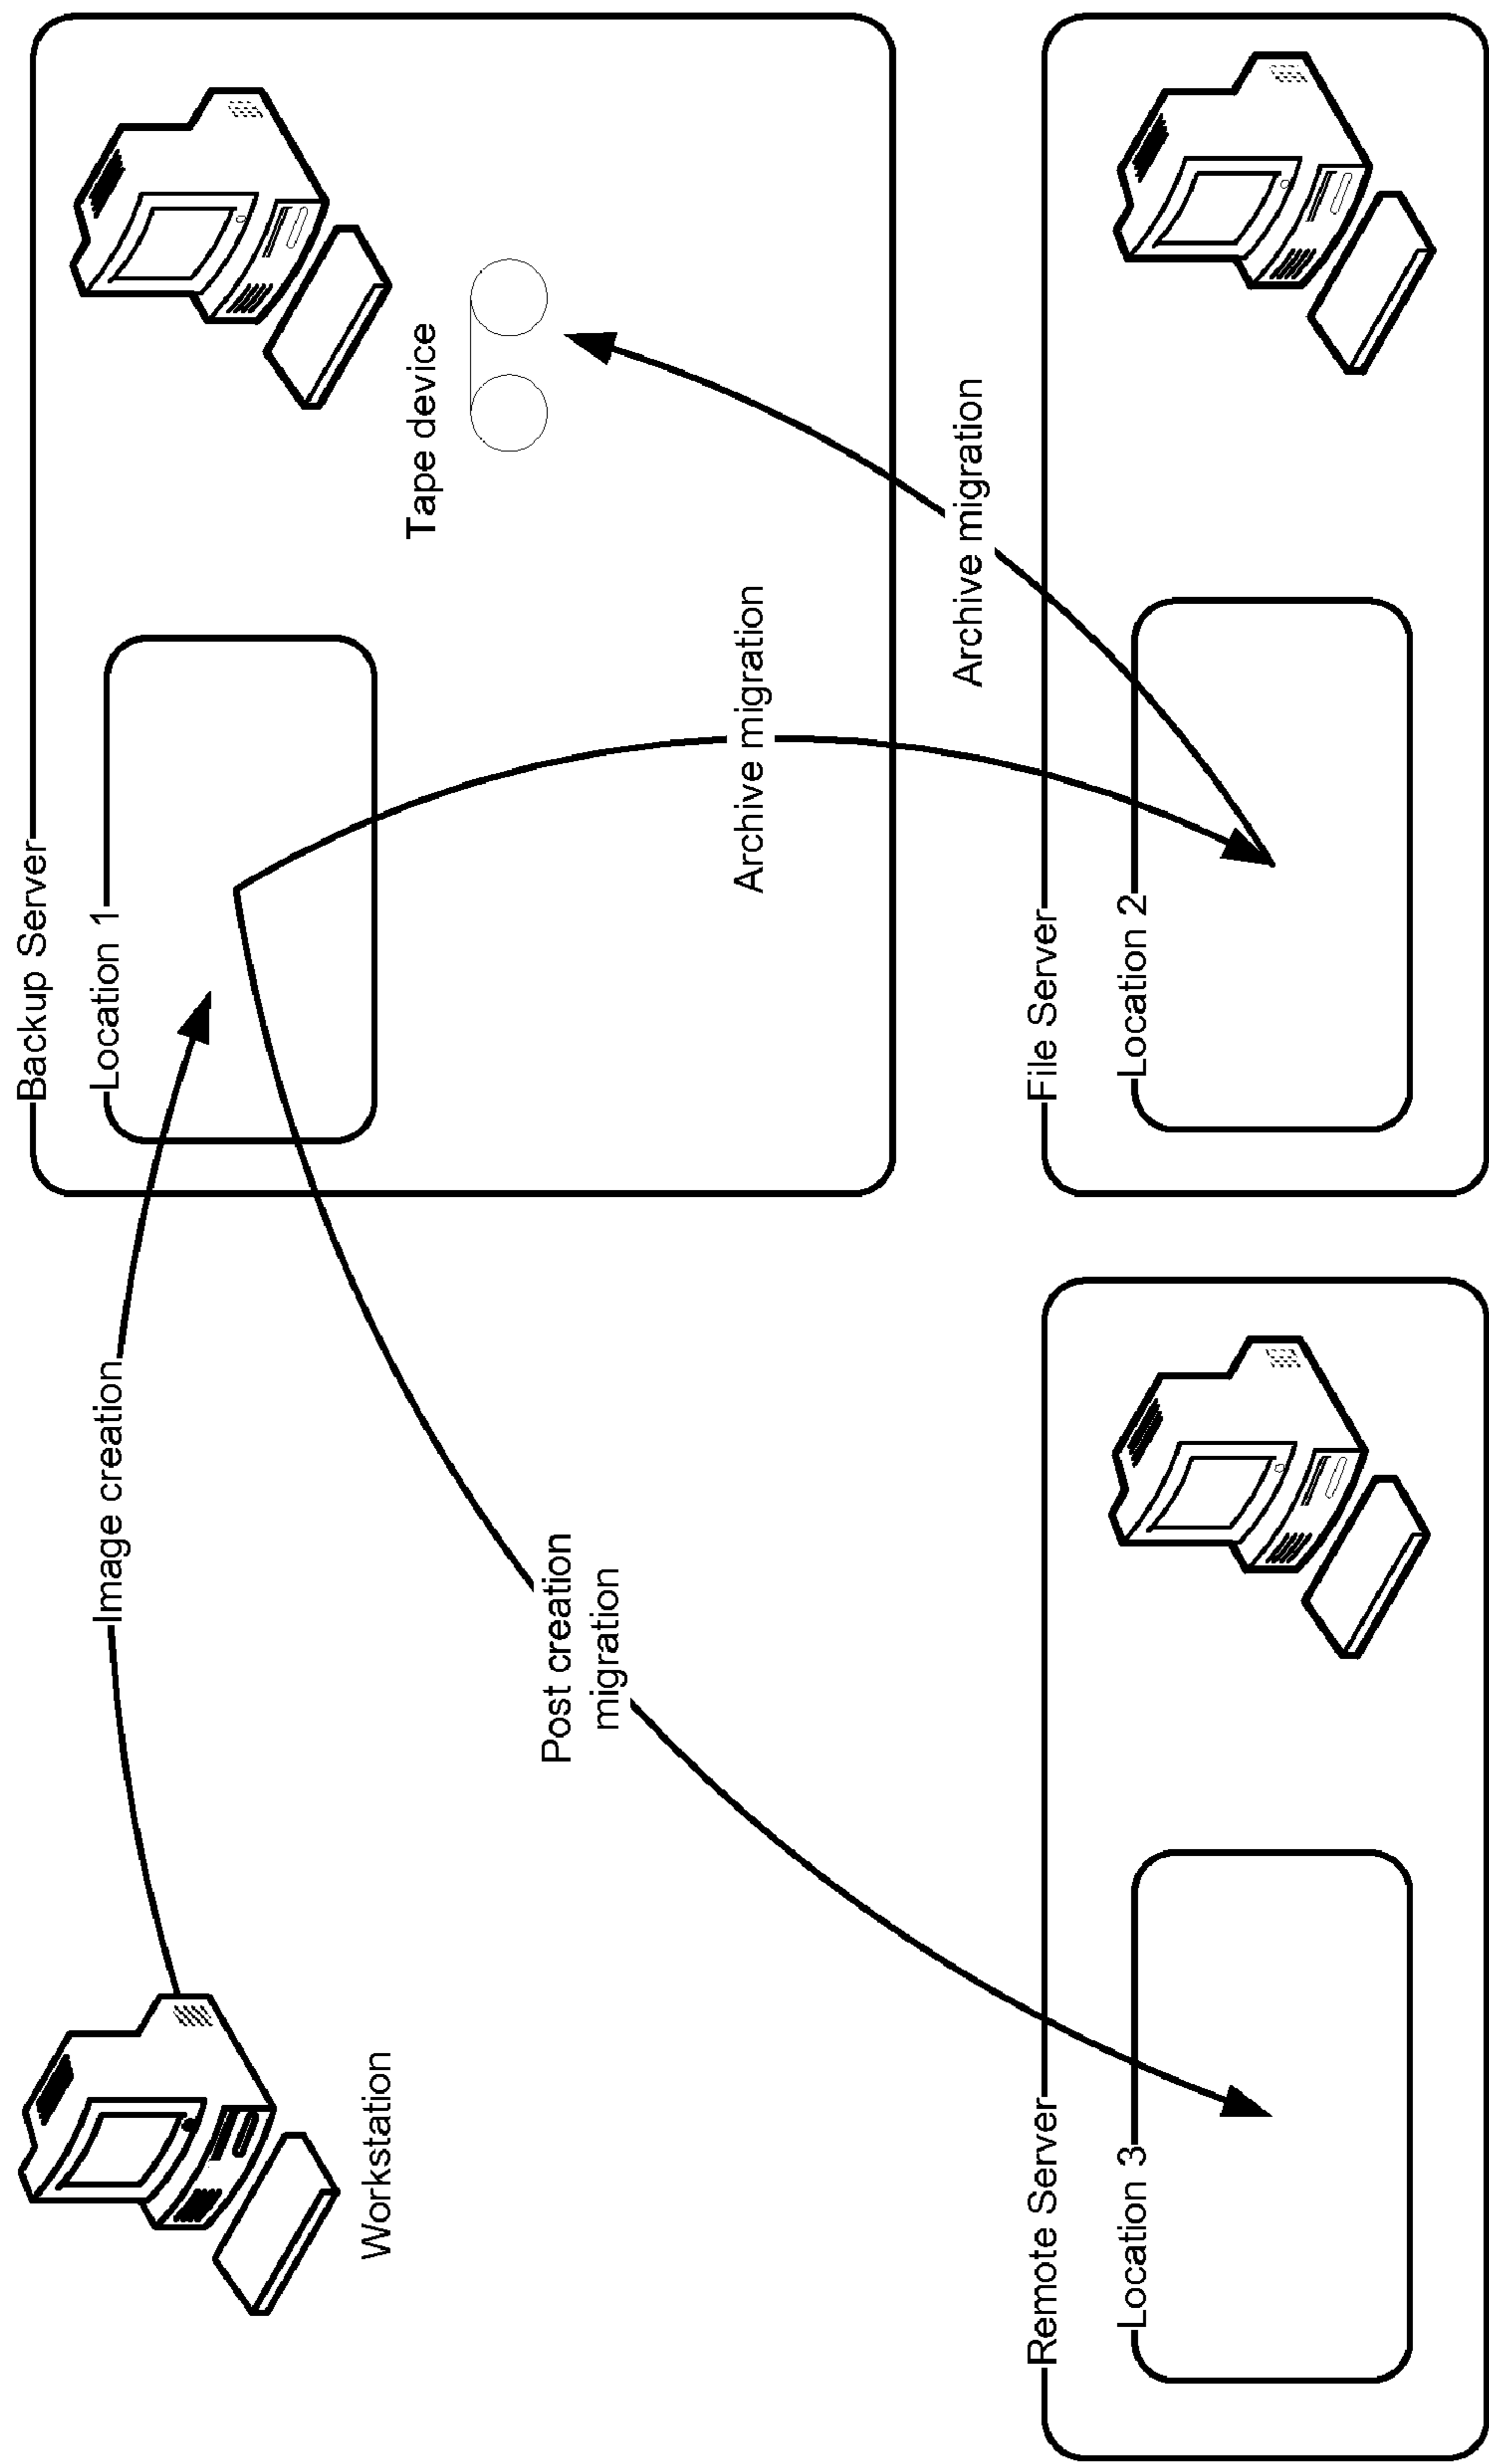 Backup Server
Location 1
Image creation
Workstation
Tape device
Post creation
migration
Archive migration
Archive migration
Remote Server
File Server
Location 3
Location 2